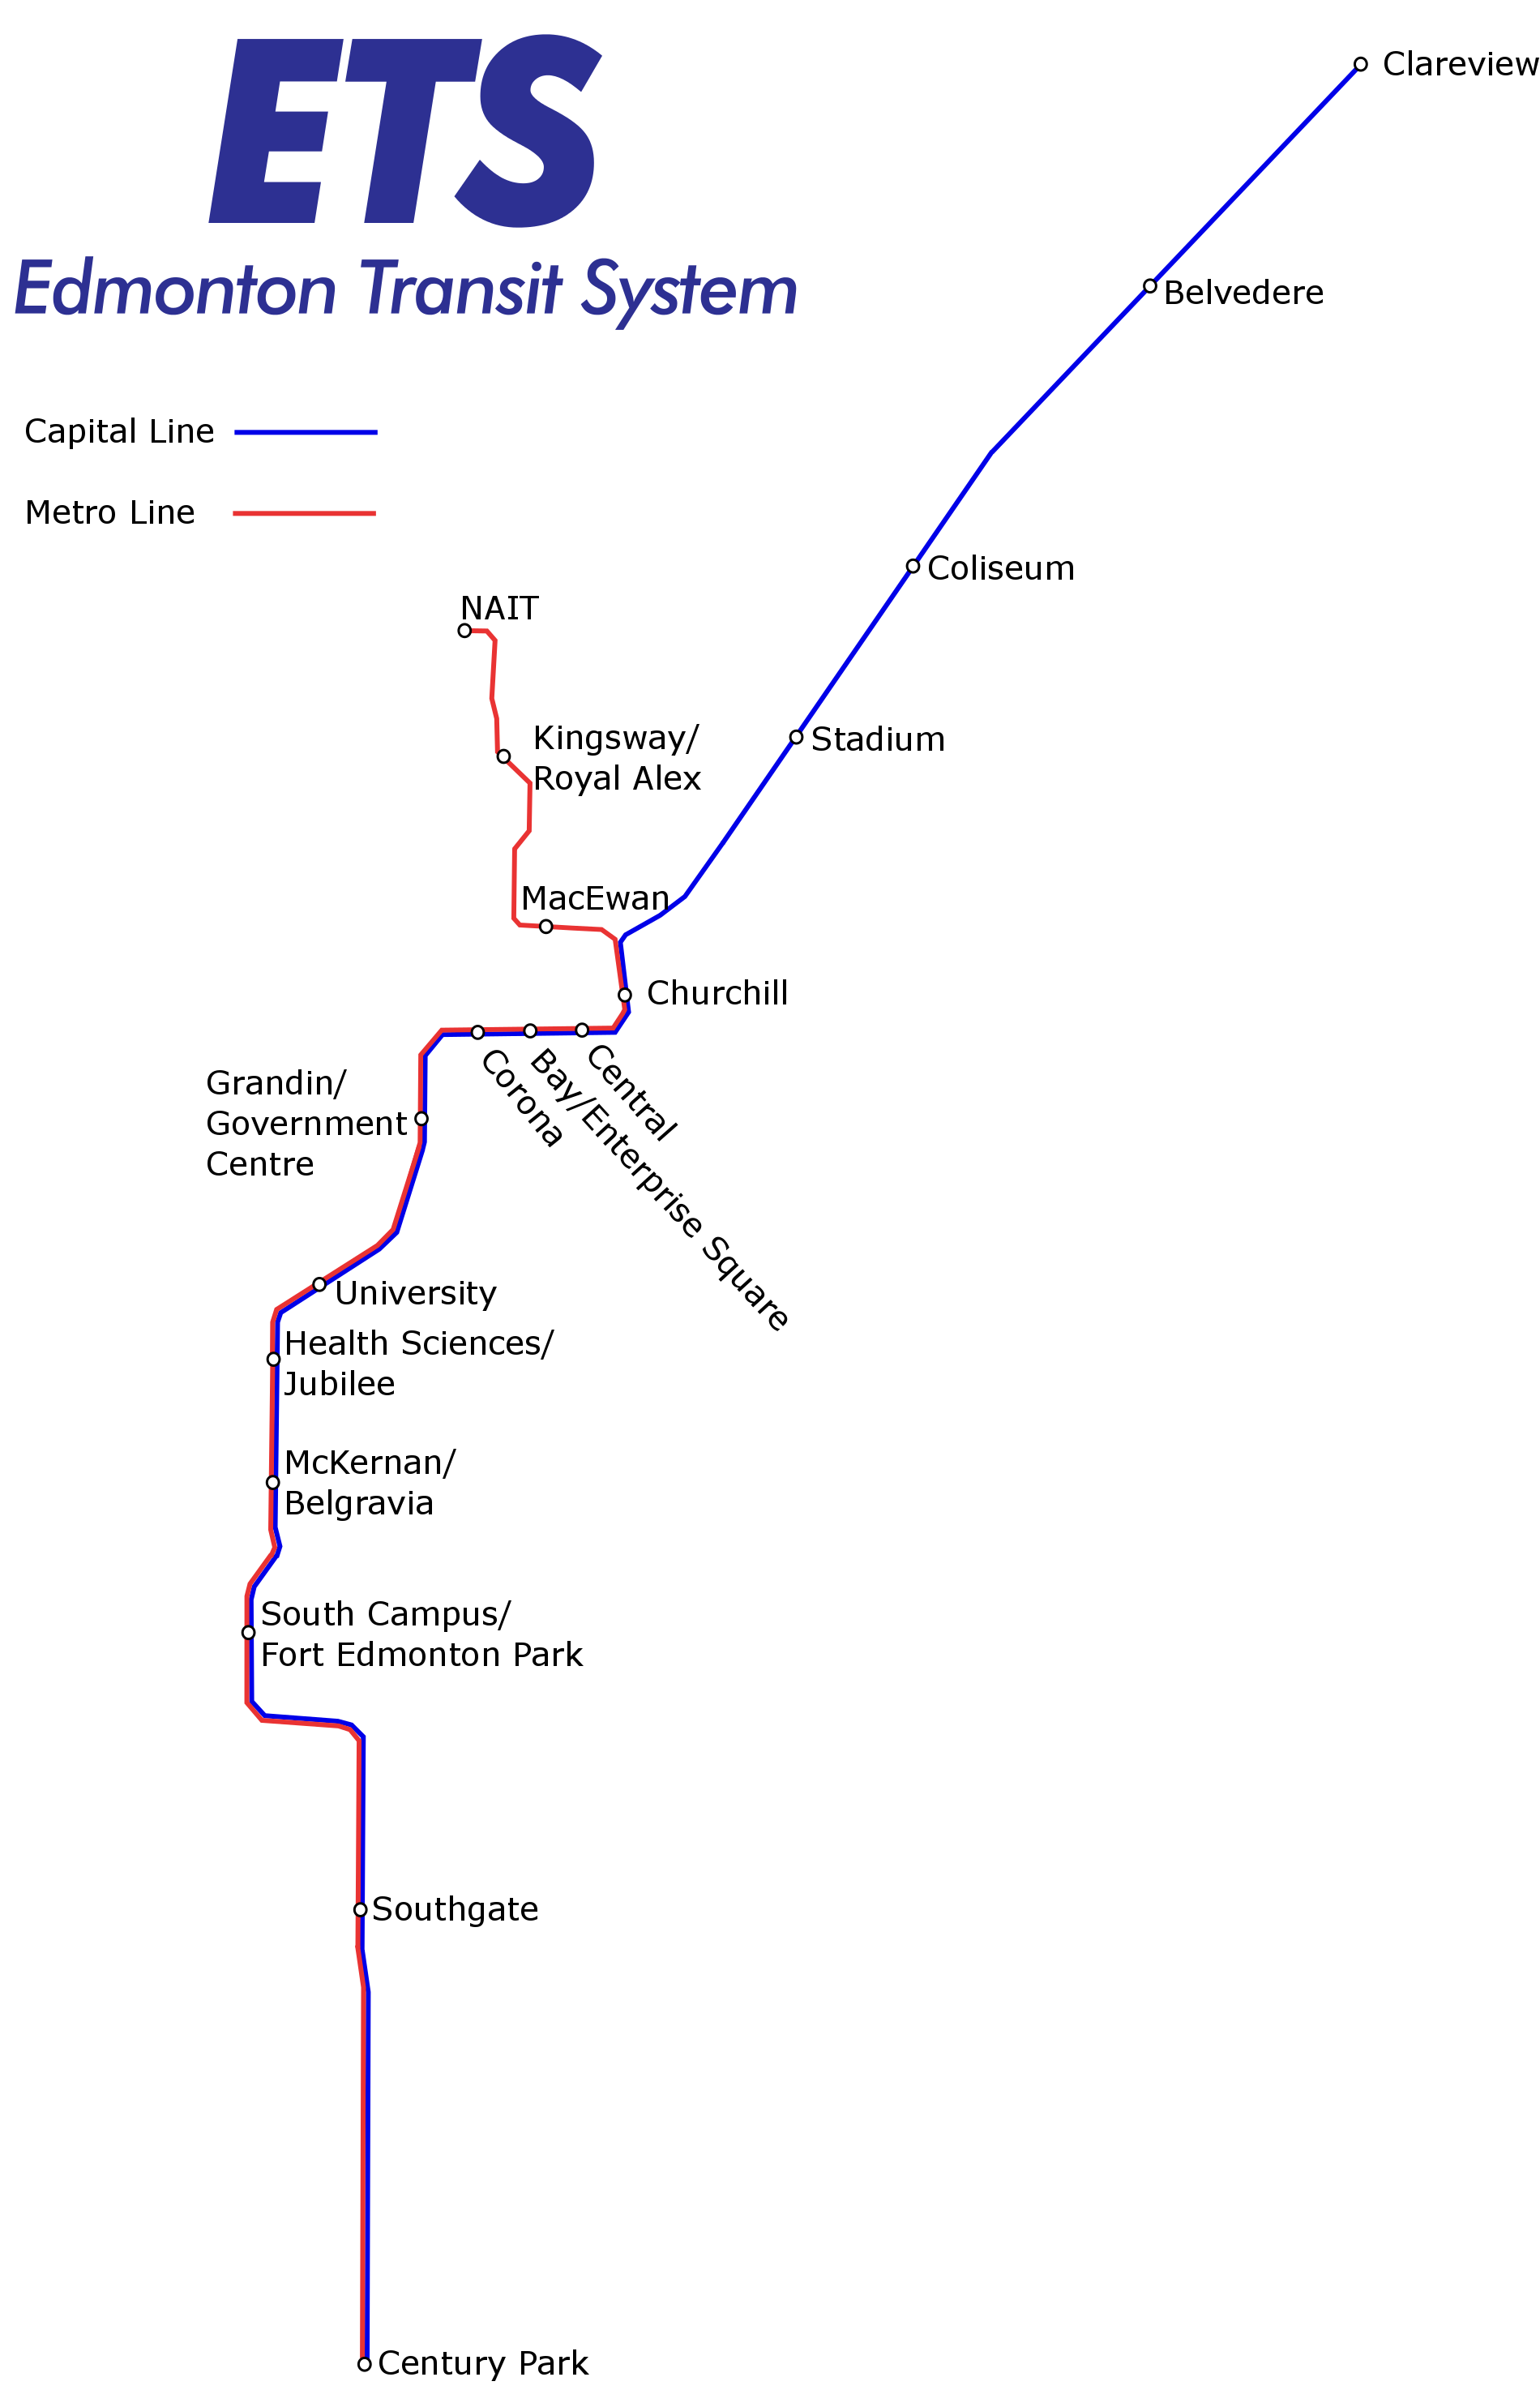 ETS
Edmonton Transit System
Clareview
Belvedere
Capital Line
Metro Line
Coliseum
NAIT
Kingsway/
Royal Alex
Stadium
MacEwan
Churchill
Central
Bay/Enterprise Square
Corona
Grandin/
Government
Centre
University
Health Sciences/
Jubilee
McKernan/
Belgravia
South Campus/
Fort Edmonton Park
Southgate
Century Park